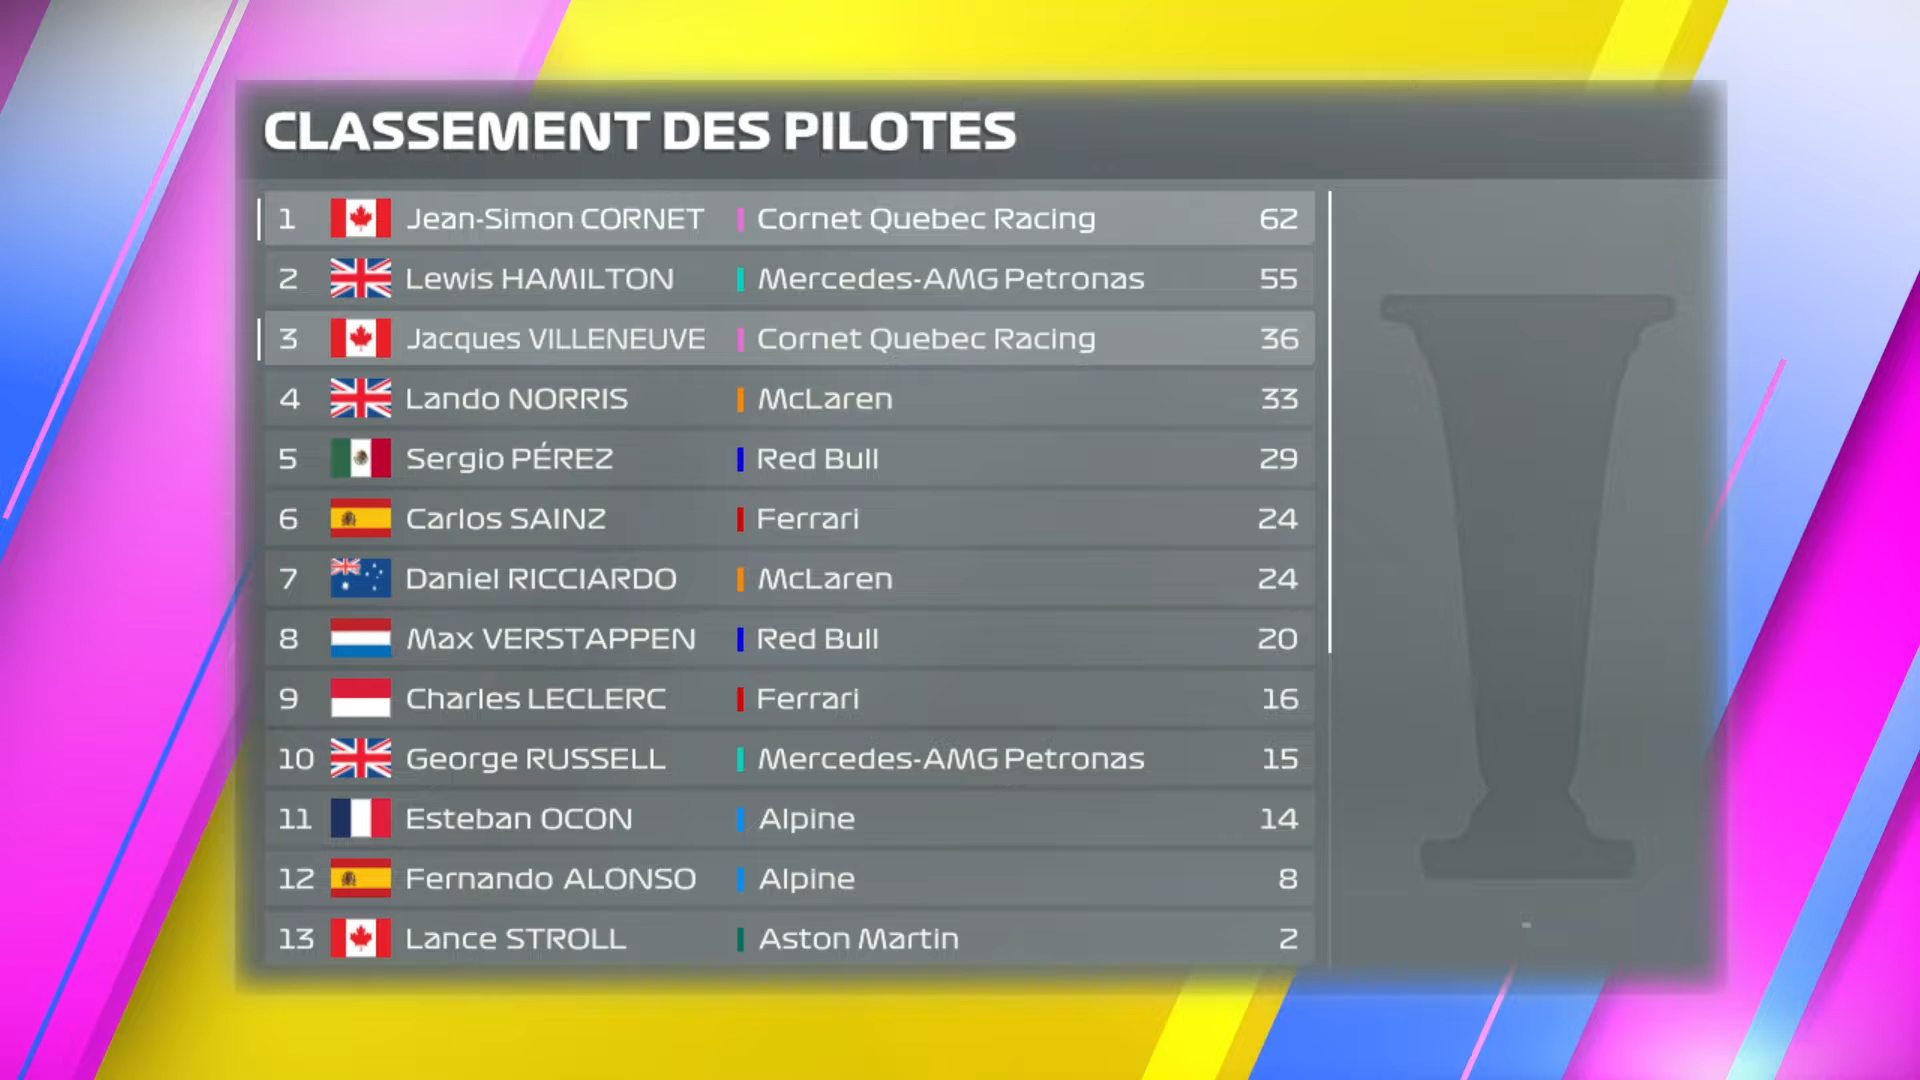 CLASSEMENT DES PILOTES
1 Jean-Simon CORNET Cornet Quebec Racing 62
2 Lewis HAMILTON Mercedes-AMG Petronas 55
3 Jacques VILLENEUVE Cornet Quebec Racing 36
4 Lando NORRIS McLaren 33
5 Sergio PÉREZ Red Bull 29
6 Carlos SAINZ Ferrari 24
7 Daniel RICCIARDO McLaren 24
8 Max VERSTAPPEN Red Bull 20
9 Charles LECLERC Ferrari 16
10 George RUSSELL Mercedes-AMG Petronas 15
11 Esteban OCON Alpine 14
12 Fernando ALONSO Alpine 8
13 Lance STROLL Aston Martin 2